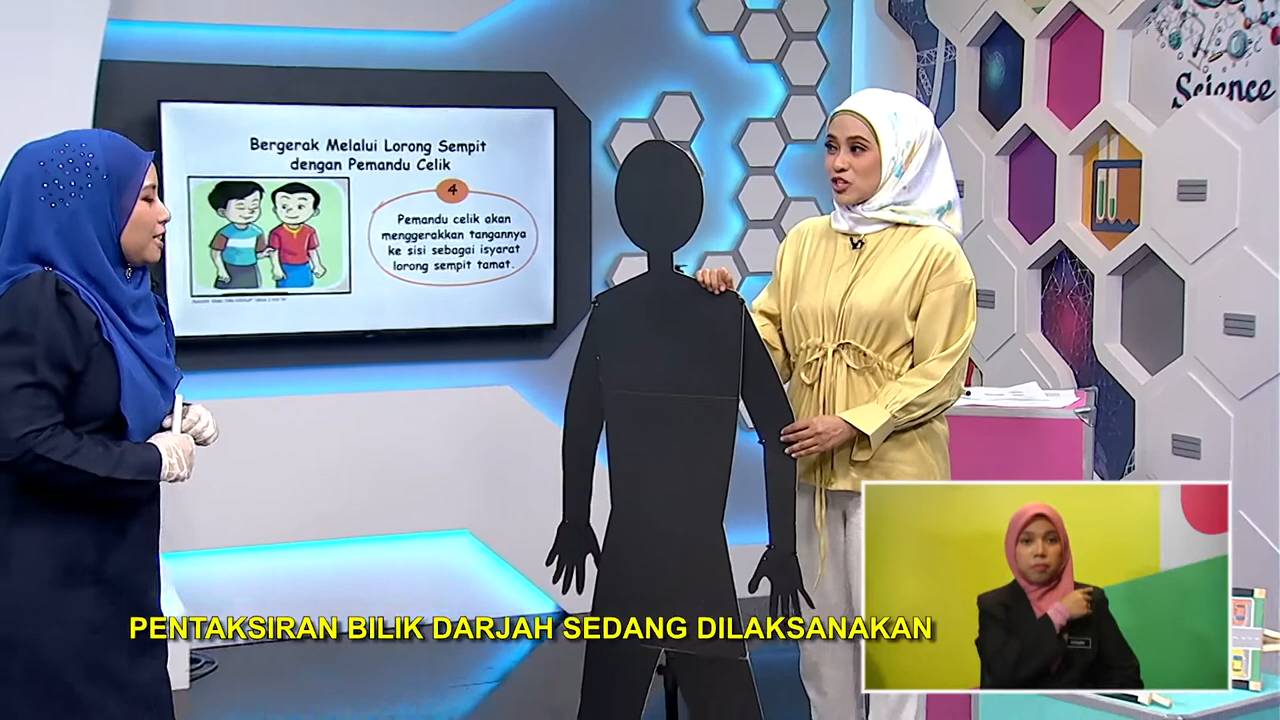 Science
Bergerak Melalui Lorong Sempit
dengan Pemandu Celik
4
Pemandu celik akan
menggerakkan tangannya
ke sisi sebagai isyarat
lorong sempit tamat.
PENTAKSIRAN BILIK DARJAH SEDANG DILAKSANAKAN